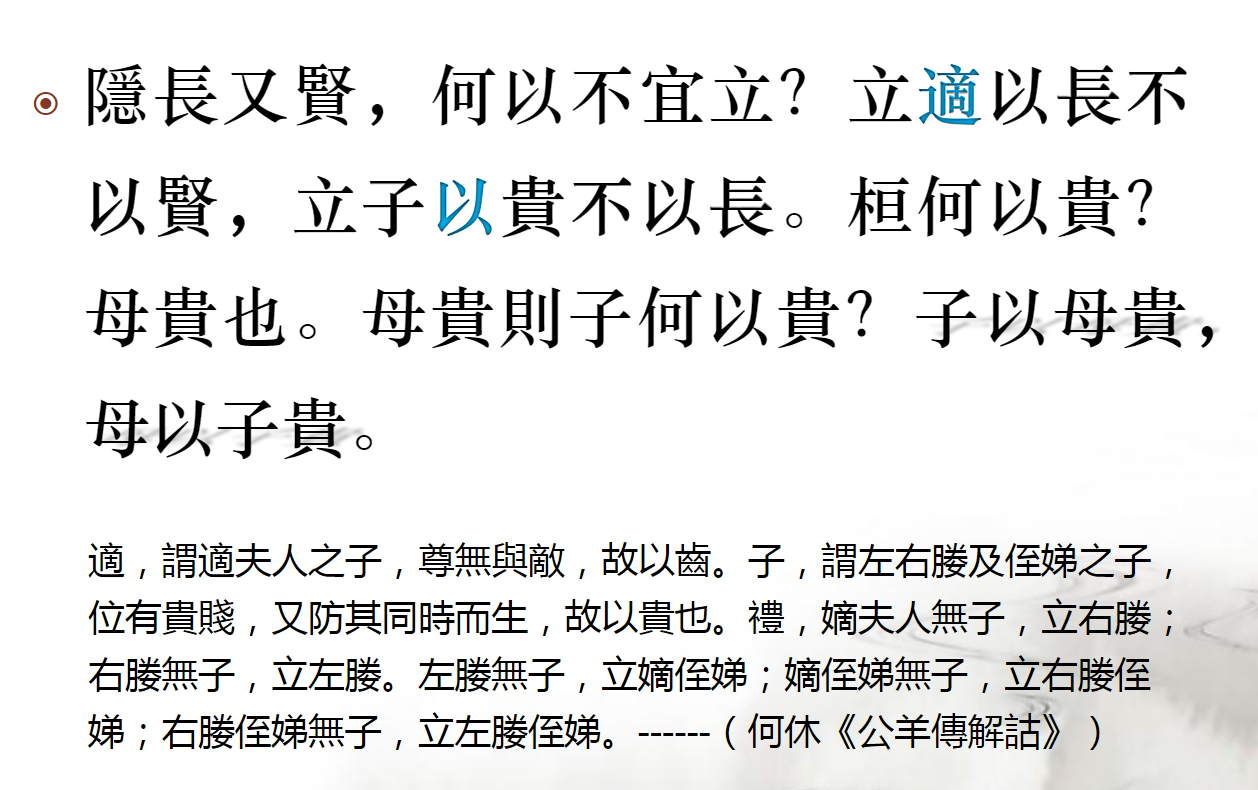 隱長又賢，何以不宜立？立適以長不
以賢，立子以貴不以長。桓何以貴？
母貴也。母貴則子何以貴？子以母貴，
母以子貴。
適，謂適夫人之子，尊無與敵，故以齒。子，謂左右媵及侄娣之子，
位有貴賤，又防其同時而生，故以貴也。禮，嫡夫人無子，立右媵；
右媵無子，立左媵。左媵無子，立嫡侄娣；嫡侄娣無子，立右媵侄
娣；右媵侄娣無子，立左媵侄娣。------（何休《公羊傳解詁》）